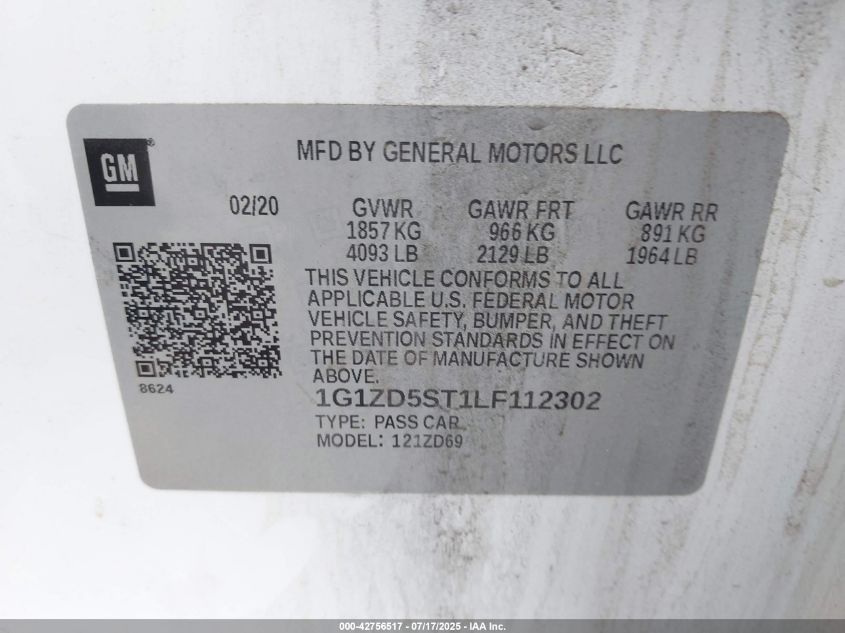 GM®
MFD BY GENERAL MOTORS LLC
02/20
GVWR GAWR FRT GAWR RR
1857 KG 966 KG 891 KG
4093 LB 2129 LB 1964 LB
THIS VEHICLE CONFORMS TO ALL
APPLICABLE U.S. FEDERAL MOTOR
VEHICLE SAFETY, BUMPER, AND THEFT
PREVENTION STANDARDS IN EFFECT ON
THE DATE OF MANUFACTURE SHOWN
ABOVE.
8624
1G1ZD5ST1LF112302
TYPE: PASS CAR
MODEL: 121ZD69
000-42756517 - 07/17/2025 - IAA Inc.